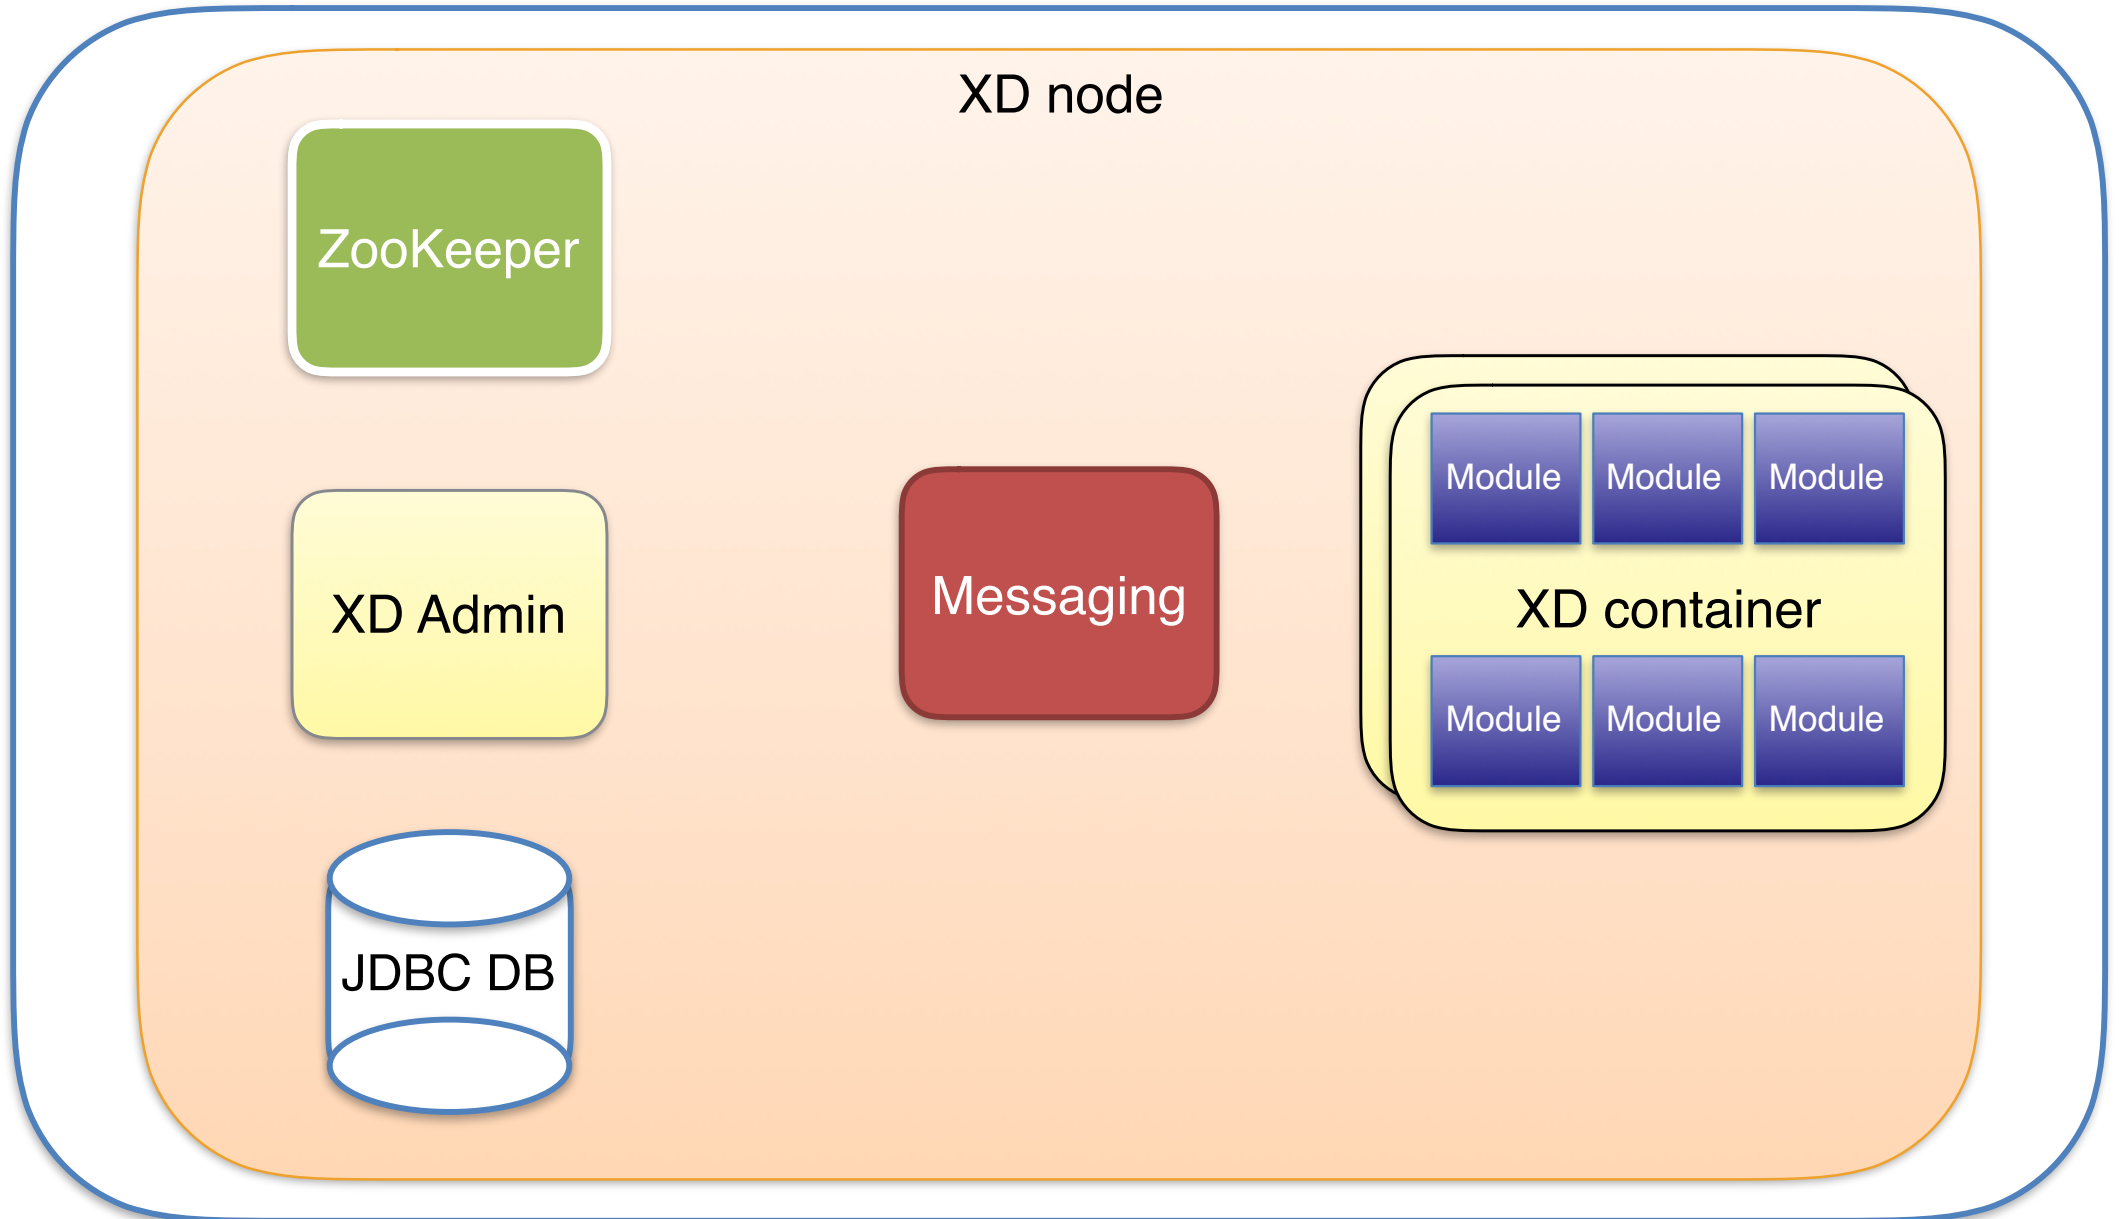 XD node
ZooKeeper
XD Admin
JDBC DB
Messaging
Module Module Module
XD container
Module Module Module